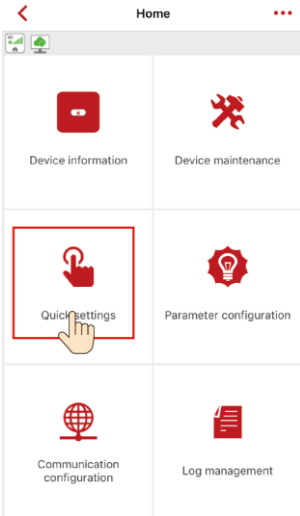 Home
Device information
Device maintenance
Quick settings
Parameter configuration
Communication
configuration
Log management